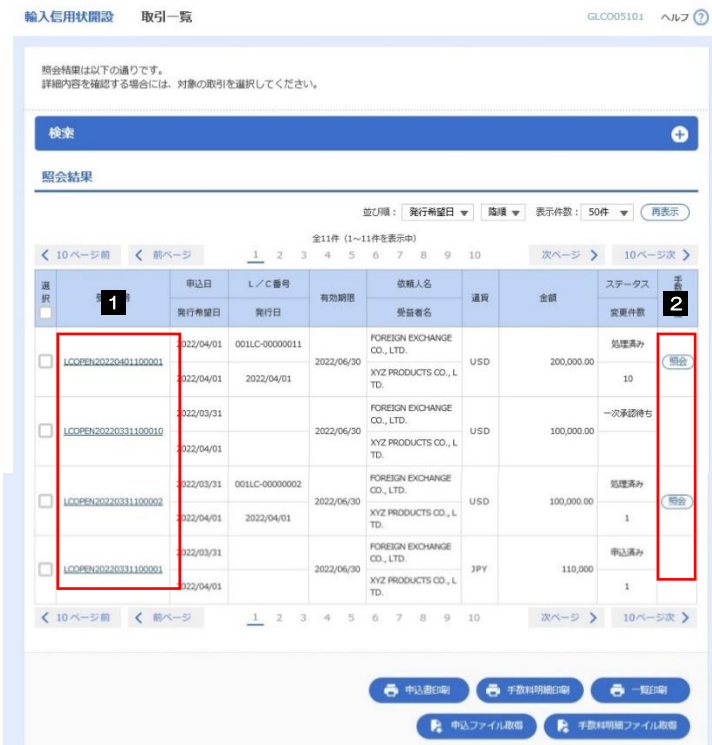 輸入信用状開設 取引一覧 GLCO05101 ヘルプ ?
照会結果は以下の通りです。
詳細内容を確認する場合には、対象の取引を選択してください。
検索
照会結果
並び順： 発行希望日 降順 表示件数： 50件 再表示
全11件（1～11件を表示中）
10ページ前 前ページ 1 2 3 4 5 6 7 8 9 10 次ページ 10ページ次
選択 1 号 申込日 L／C番号 有効期限 依頼人名 通貨 金額 ステータス 手数 2
発行希望日 発行日 受益者名 変更件数
LCOPEN20220401100001 2022/04/01 001LC-00000011 2022/06/30 FOREIGN EXCHANGE CO., LTD. USD 200,000.00 処理済み 照会
2022/04/01 2022/04/01 XYZ PRODUCTS CO., LTD. 10
LCOPEN20220331100010 2022/03/31 2022/06/30 FOREIGN EXCHANGE CO., LTD. USD 100,000.00 一次承認待ち
2022/04/01 XYZ PRODUCTS CO., LTD.
LCOPEN20220331100002 2022/03/31 001LC-00000002 2022/06/30 FOREIGN EXCHANGE CO., LTD. USD 100,000.00 処理済み 照会
2022/04/01 2022/04/01 XYZ PRODUCTS CO., LTD. 1
LCOPEN20220331100001 2022/03/31 2022/06/30 FOREIGN EXCHANGE CO., LTD. JPY 110,000 申込済み
2022/04/01 XYZ PRODUCTS CO., LTD. 1
10ページ前 前ページ 1 2 3 4 5 6 7 8 9 10 次ページ 10ページ次
申込書印刷 手数料明細印刷 一覧印刷
申込ファイル取得 手数料明細ファイル取得